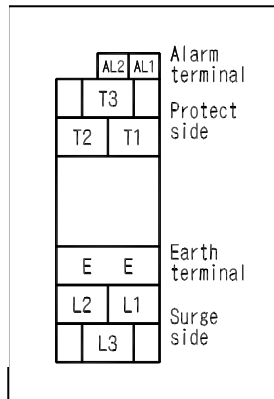 AL2 AL1 Alarm
terminal
T3 Protect
side
T2 T1
E E Earth
terminal
L2 L1 Surge
side
L3